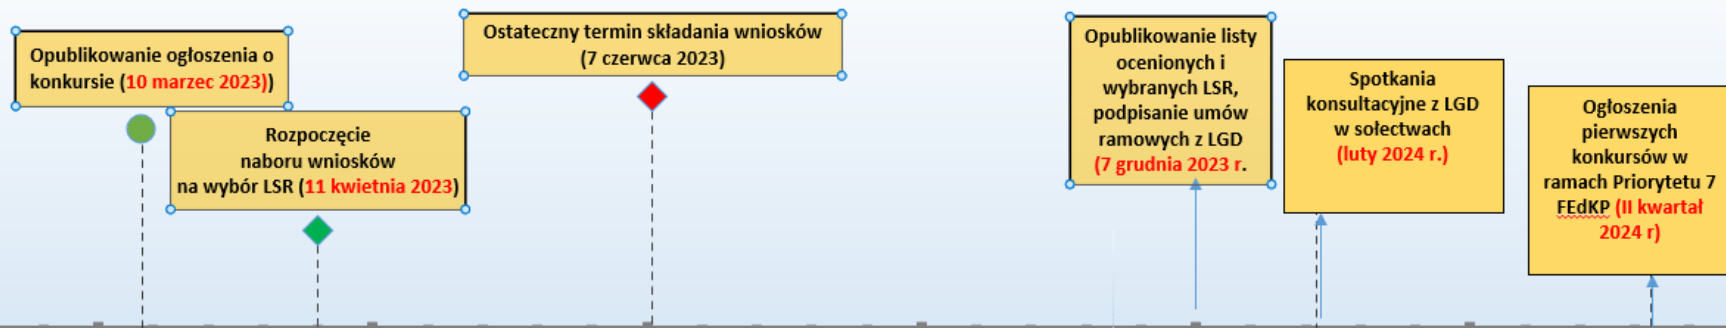 Opublikowanie ogłoszenia o
konkursie (10 marzec 2023))
Rozpoczęcie
naboru wniosków
na wybór LSR (11 kwietnia 2023)
Ostateczny termin składania wniosków
(7 czerwca 2023)
Opublikowanie listy
ocenionych i
wybranych LSR,
podpisanie umów
ramowych z LGD
(7 grudnia 2023 r.
Spotkania
konsultacyjne z LGD
w sołectwach
(luty 2024 r.)
Ogłoszenia
pierwszych
konkursów w
ramach Priorytetu 7
FEdKP (II kwartał
2024 r)